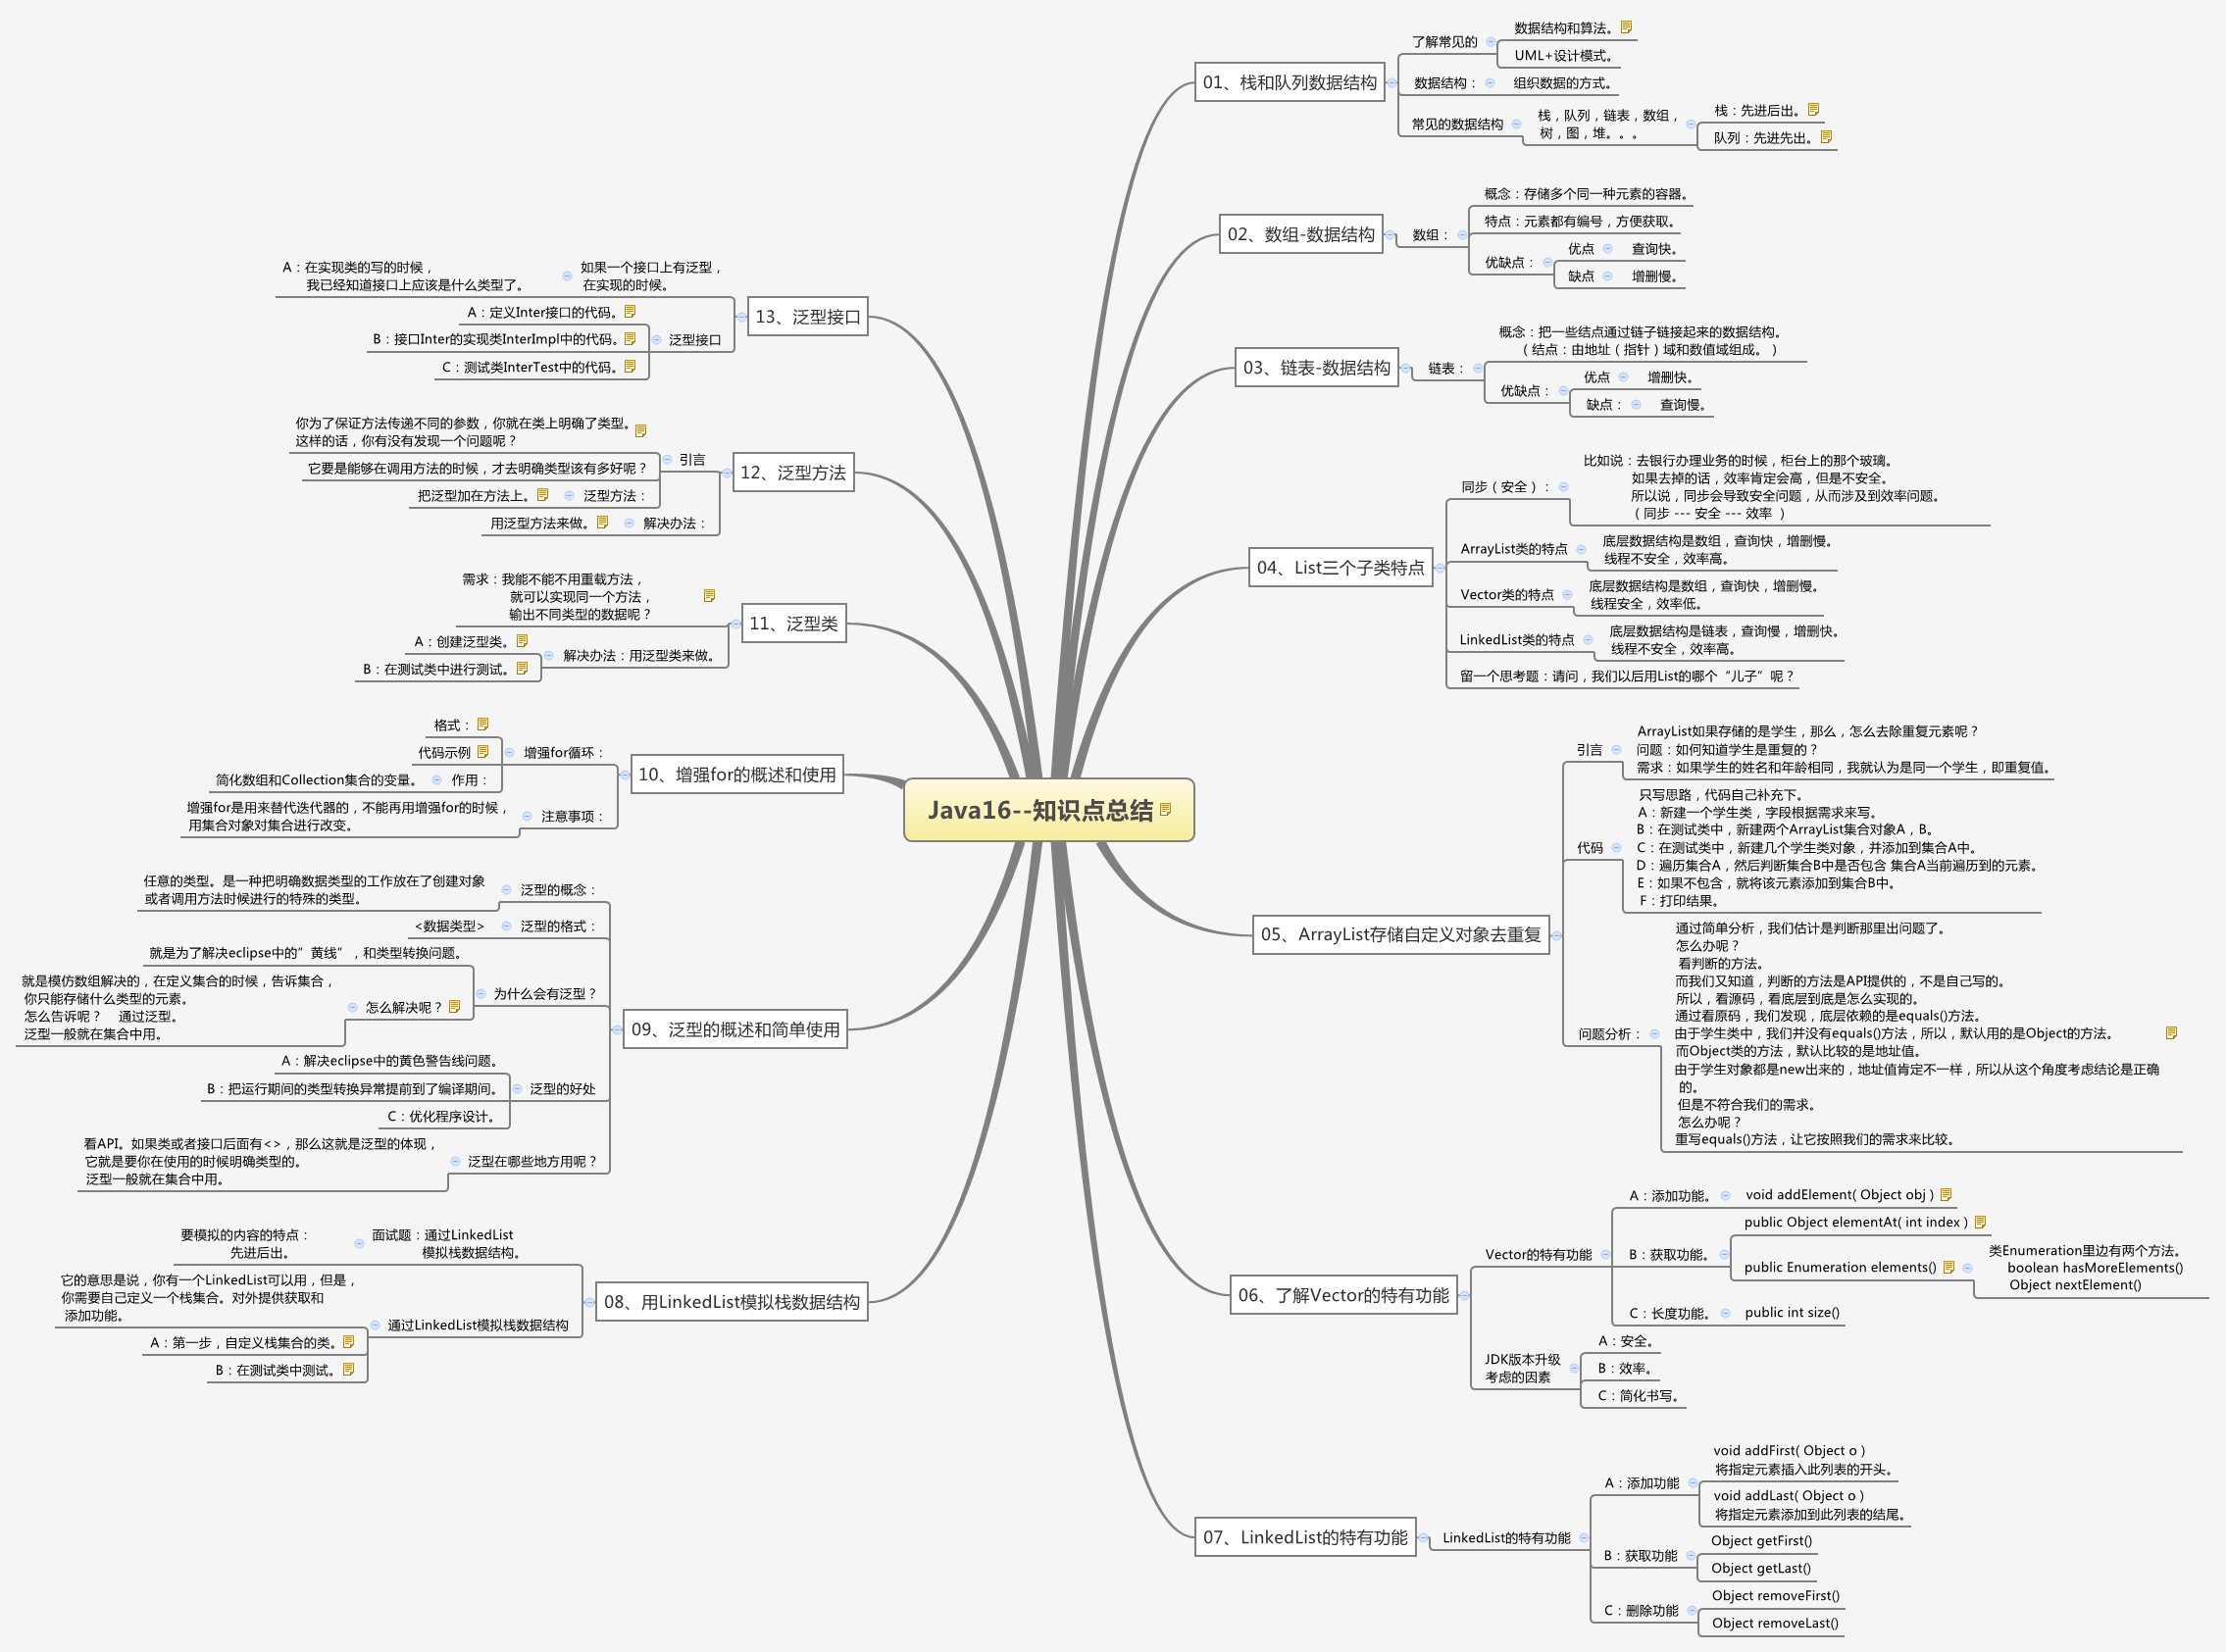 Java16--知识点总结
01、栈和队列数据结构
了解常见的
数据结构和算法。
UML+设计模式。
数据结构：
组织数据的方式。
常见的数据结构
栈，队列，链表，数组，
树，图，堆。。。
栈：先进后出。
队列：先进先出。
02、数组-数据结构
数组：
概念：存储多个同一种元素的容器。
特点：元素都有编号，方便获取。
优缺点：
优点
查询快。
缺点
增删慢。
03、链表-数据结构
链表：
概念：把一些结点通过链子链接起来的数据结构。
（结点：由地址（指针）域和数值域组成。）
优缺点：
优点
增删快。
缺点：
查询慢。
04、List三个子类特点
同步（安全）：
比如说：去银行办理业务的时候，柜台上的那个玻璃。
如果去掉的话，效率肯定会高，但是不安全。
所以说，同步会导致安全问题，从而涉及到效率问题。
（同步 --- 安全 --- 效率 ）
ArrayList类的特点
底层数据结构是数组，查询快，增删慢。
线程不安全，效率高。
Vector类的特点
底层数据结构是数组，查询快，增删慢。
线程安全，效率低。
LinkedList类的特点
底层数据结构是链表，查询慢，增删快。
线程不安全，效率高。
留一个思考题：请问，我们以后用List的哪个“儿子”呢？
05、ArrayList存储自定义对象去重复
引言
ArrayList如果存储的是学生，那么，怎么去除重复元素呢？
问题：如何知道学生是重复的？
需求：如果学生的姓名和年龄相同，我就认为是同一个学生，即重复值。
代码
只写思路，代码自己补充下。
A：新建一个学生类，字段根据需求来写。
B：在测试类中，新建两个ArrayList集合对象A，B。
C：在测试类中，新建几个学生类对象，并添加到集合A中。
D：遍历集合A，然后判断集合B中是否包含 集合A当前遍历到的元素。
E：如果不包含，就将该元素添加到集合B中。
F：打印结果。
问题分析：
通过简单分析，我们估计是判断那里出问题了。
怎么办呢？
看判断的方法。
而我们又知道，判断的方法是API提供的，不是自己写的。
所以，看源码，看底层到底是怎么实现的。
通过看原码，我们发现，底层依赖的是equals()方法。
由于学生类中，我们并没有equals()方法，所以，默认用的是Object的方法。
而Object类的方法，默认比较的是地址值。
由于学生对象都是new出来的，地址值肯定不一样，所以从这个角度考虑结论是正确
的。
但是不符合我们的需求。
怎么办呢？
重写equals()方法，让它按照我们的需求来比较。
06、了解Vector的特有功能
Vector的特有功能
A：添加功能。
void addElement( Object obj )
B：获取功能。
public Object elementAt( int index )
public Enumeration elements()
类Enumeration里边有两个方法。
boolean hasMoreElements()
Object nextElement()
C：长度功能。
public int size()
JDK版本升级
考虑的因素
A：安全。
B：效率。
C：简化书写。
07、LinkedList的特有功能
LinkedList的特有功能
A：添加功能
void addFirst( Object o )
将指定元素插入此列表的开头。
void addLast( Object o )
将指定元素添加到此列表的结尾。
B：获取功能
Object getFirst()
Object getLast()
C：删除功能
Object removeFirst()
Object removeLast()
13、泛型接口
如果一个接口上有泛型，
在实现的时候。
A：在实现类的写的时候，
我已经知道接口上应该是什么类型了。
泛型接口
A：定义Inter接口的代码。
B：接口Inter的实现类InterImpl中的代码。
C：测试类InterTest中的代码。
12、泛型方法
引言
你为了保证方法传递不同的参数，你就在类上明确了类型。
这样的话，你有没有发现一个问题呢？
它要是能够在调用方法的时候，才去明确类型该有多好呢？
泛型方法：
把泛型加在方法上。
解决办法：
用泛型方法来做。
11、泛型类
需求：我能不能不用重载方法，
就可以实现同一个方法，
输出不同类型的数据呢？
解决办法：用泛型类来做。
A：创建泛型类。
B：在测试类中进行测试。
10、增强for的概述和使用
增强for循环：
格式：
代码示例
作用：
简化数组和Collection集合的变量。
注意事项：
增强for是用来替代迭代器的，不能再用增强for的时候，
用集合对象对集合进行改变。
09、泛型的概述和简单使用
泛型的概念：
任意的类型。是一种把明确数据类型的工作放在了创建对象
或者调用方法时候进行的特殊的类型。
泛型的格式：
<数据类型>
为什么会有泛型？
就是为了解决eclipse中的”黄线”，和类型转换问题。
怎么解决呢？
就是模仿数组解决的，在定义集合的时候，告诉集合，
你只能存储什么类型的元素。
怎么告诉呢？ 通过泛型。
泛型一般就在集合中用。
泛型的好处
A：解决eclipse中的黄色警告线问题。
B：把运行期间的类型转换异常提前到了编译期间。
C：优化程序设计。
泛型在哪些地方用呢？
看API。如果类或者接口后面有<>，那么这就是泛型的体现，
它就是要你在使用的时候明确类型的。
泛型一般就在集合中用。
08、用LinkedList模拟栈数据结构
面试题：通过LinkedList
模拟栈数据结构。
要模拟的内容的特点：
先进后出。
通过LinkedList模拟栈数据结构
它的意思是说，你有一个LinkedList可以用，但是，
你需要自己定义一个栈集合。对外提供获取和
添加功能。
A：第一步，自定义栈集合的类。
B：在测试类中测试。